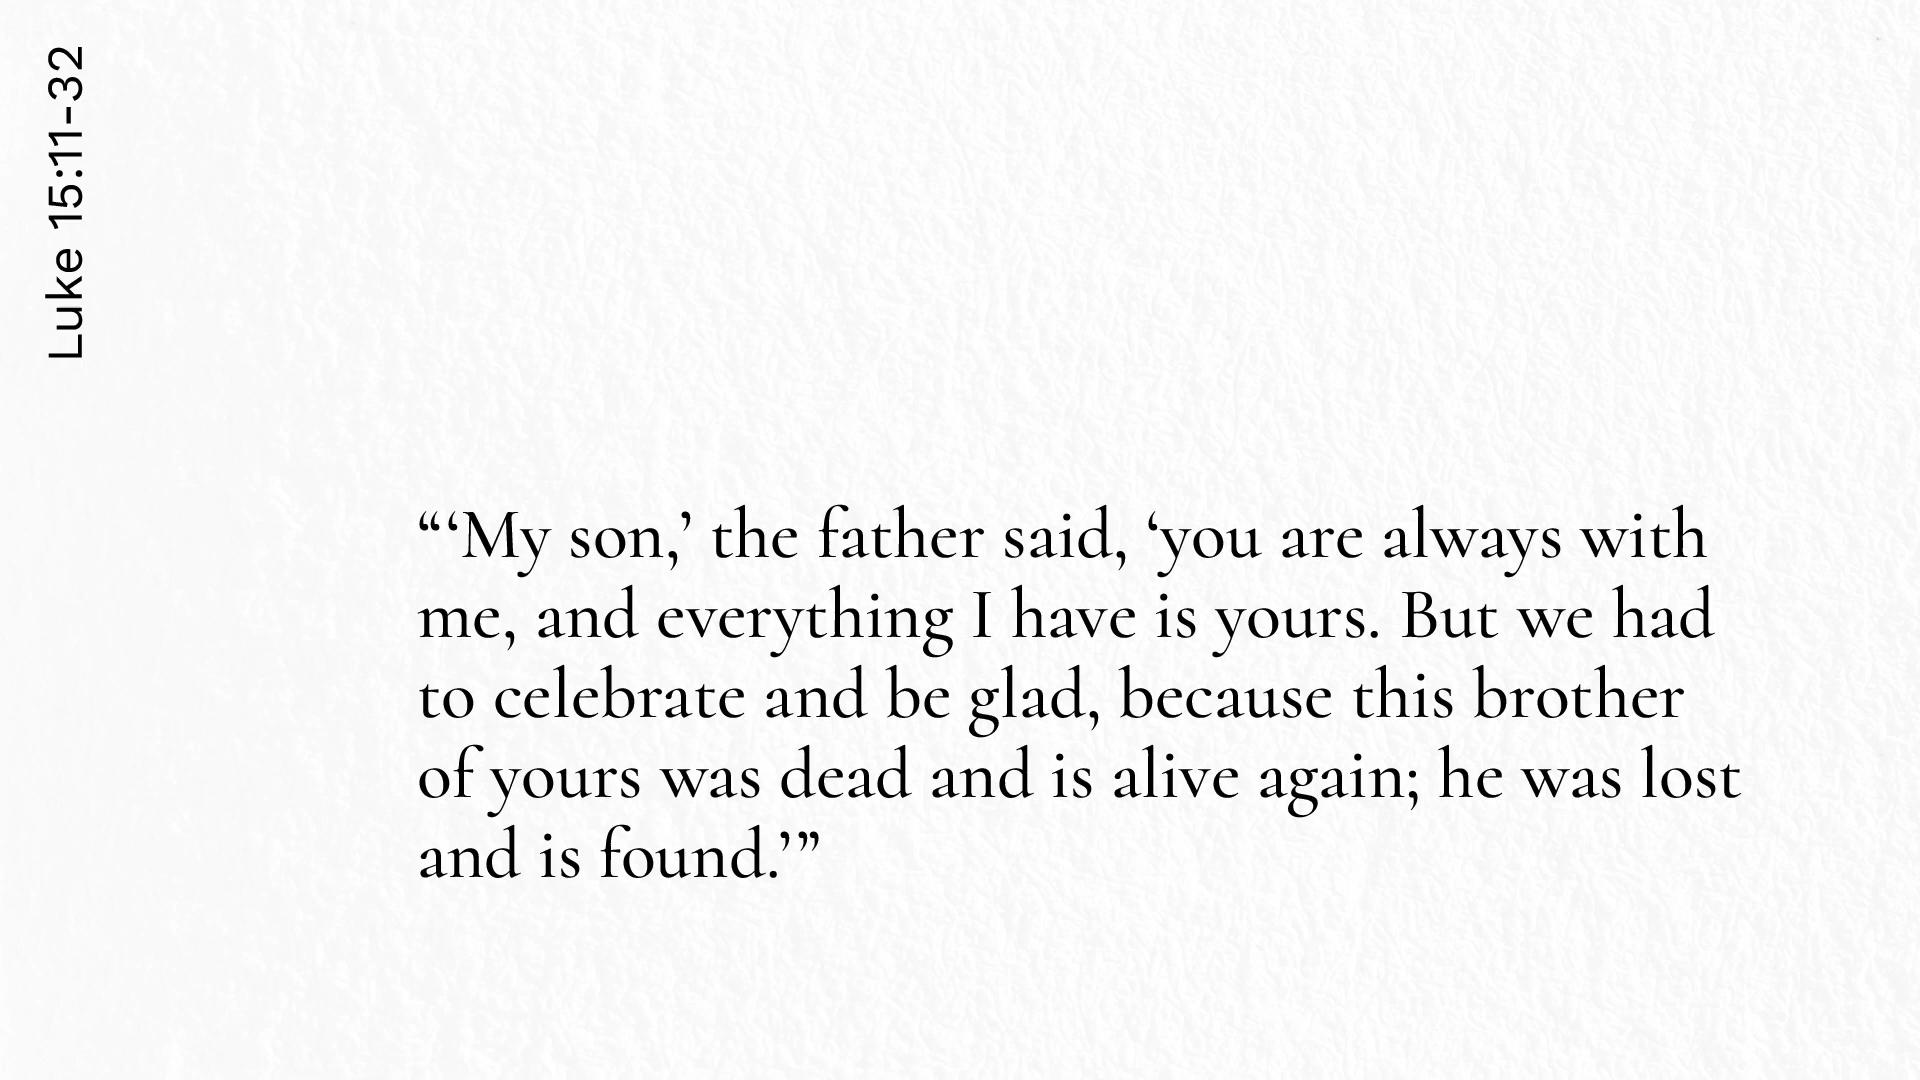 Luke 15:11-32
“‘My son,’ the father said, ‘you are always with
me, and everything I have is yours. But we had
to celebrate and be glad, because this brother
of yours was dead and is alive again; he was lost
and is found.’”